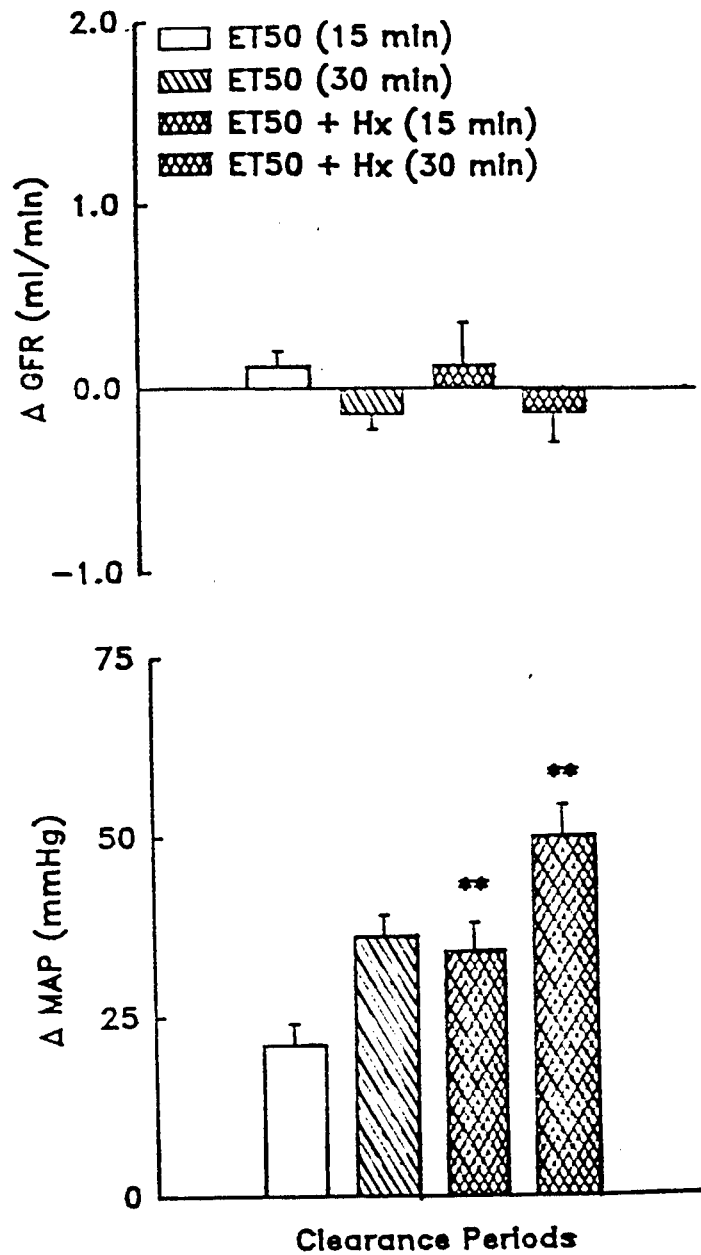 2.0
ET50 (15 min)
ET50 (30 min)
ET50 + Hx (15 min)
ET50 + Hx (30 min)
1.0
Δ GFR (ml/min)
0.0
-1.0
75
**
50
**
Δ MAP (mmHg)
25
0
Clearance Periods